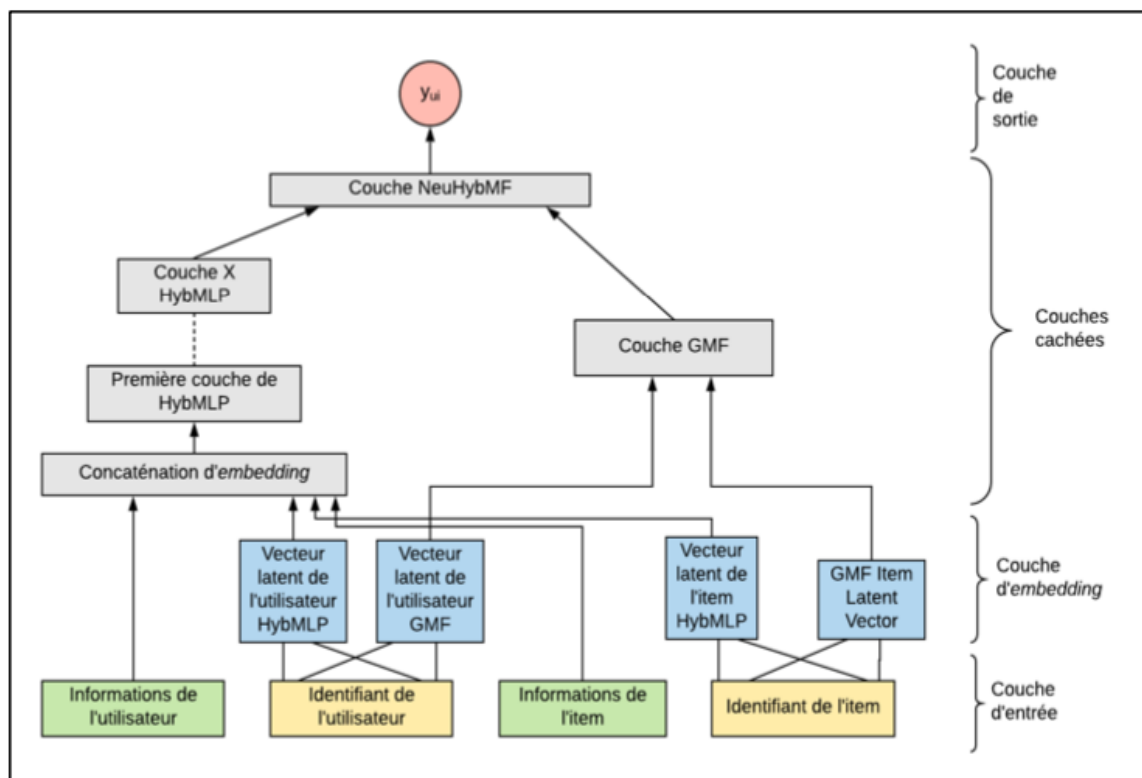 Couche
de
sortie
yui
Couche NeuHybMF
Couche X
HybMLP
Couches
cachées
Couche GMF
Première couche de
HybMLP
Concaténation d'embedding
Vecteur
latent de
l'utilisateur
HybMLP
Vecteur
latent de
l'utilisateur
GMF
Vecteur
latent de
l'item
HybMLP
GMF Item
Latent
Vector
Couche
d'embedding
Informations de
l'utilisateur
Identifiant de
l'utilisateur
Informations de
l'item
Identifiant de l'item
Couche
d'entrée